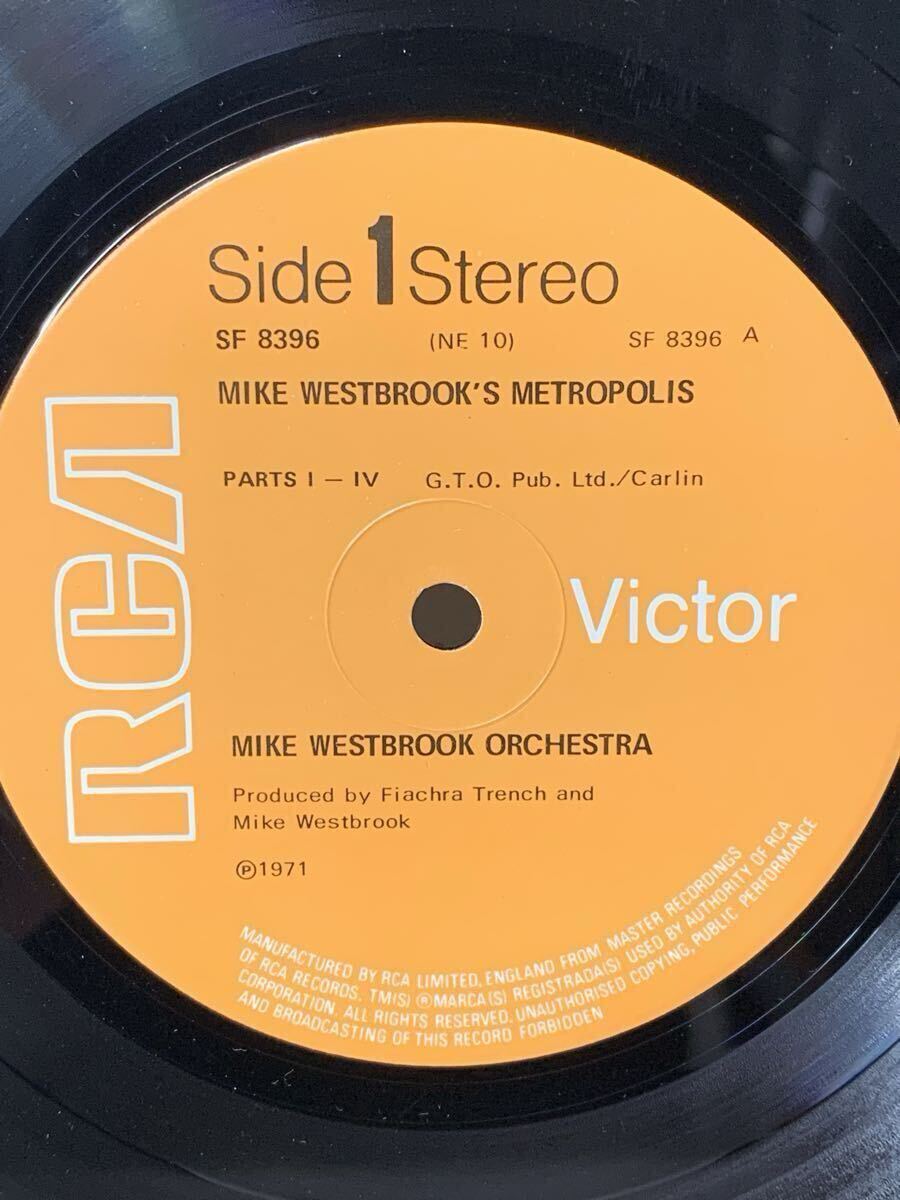 Side 1 Stereo
SF 8396 (NE 10) SF 8396 A
MIKE WESTBROOK'S METROPOLIS
PARTS I – IV G.T.O. Pub. Ltd./Carlin
RCA
Victor
MIKE WESTBROOK ORCHESTRA
Produced by Fiachra Trench and
Mike Westbrook
℗1971
MANUFACTURED BY RCA LIMITED, ENGLAND FROM MASTER RECORDINGS
OF RCA RECORDS. TM(S) ® MARCA(S) REGISTRADA(S) USED BY AUTHORITY OF RCA
CORPORATION. ALL RIGHTS RESERVED. UNAUTHORISED COPYING, PUBLIC PERFORMANCE
AND BROADCASTING OF THIS RECORD FORBIDDEN